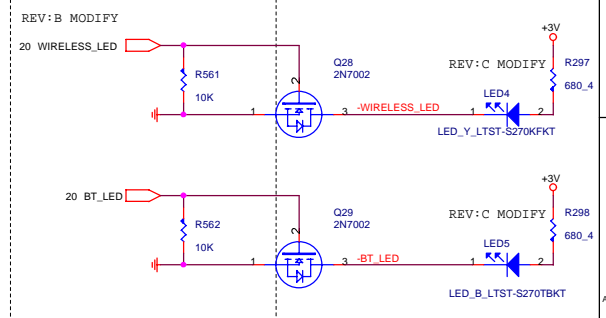 REV:B MODIFY
20 WIRELESS_LED
R561
10K
1
2
Q28
2N7002
3
-WIRELESS_LED
REV:C MODIFY
LED4
1
2
LED_Y_LTST-S270KFKT
+3V
R297
680_4
20 BT_LED
R562
10K
1
2
Q29
2N7002
3
-BT_LED
REV:C MODIFY
LED5
1
2
LED_B_LTST-S270TBKT
+3V
R298
680_4
A